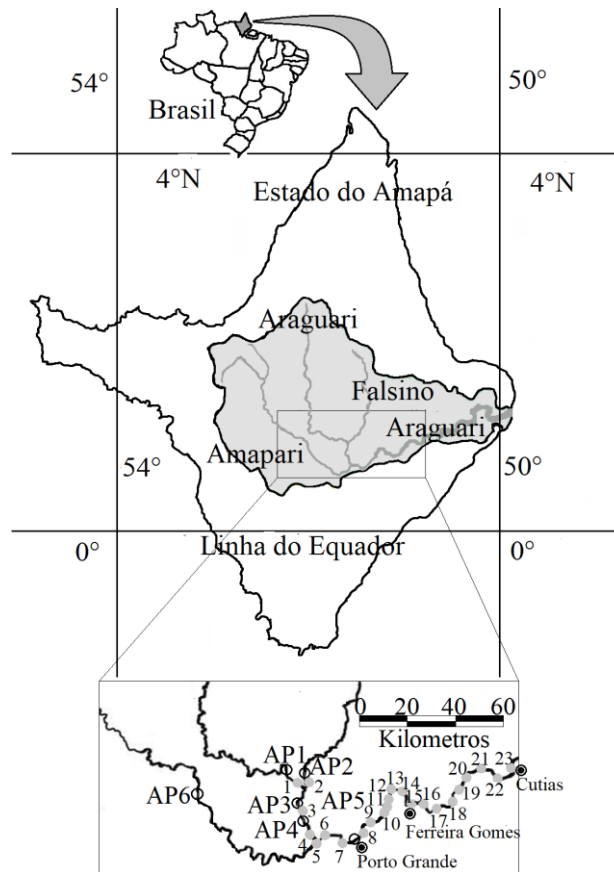 54°
50°
Brasil
4°N
4°N
Estado do Amapá
Araguari
Falsino
Araguari
Amapari
54°
50°
0°
Linha do Equador
0°
0 20 40 60
Kilometros
AP1
AP2
21
23
1
2
20
22
Cutias
AP6
12
13
14
19
AP3
AP5
11
15
16
18
3
10
17
AP4
9
Ferreira Gomes
4
6
8
5
7
Porto Grande